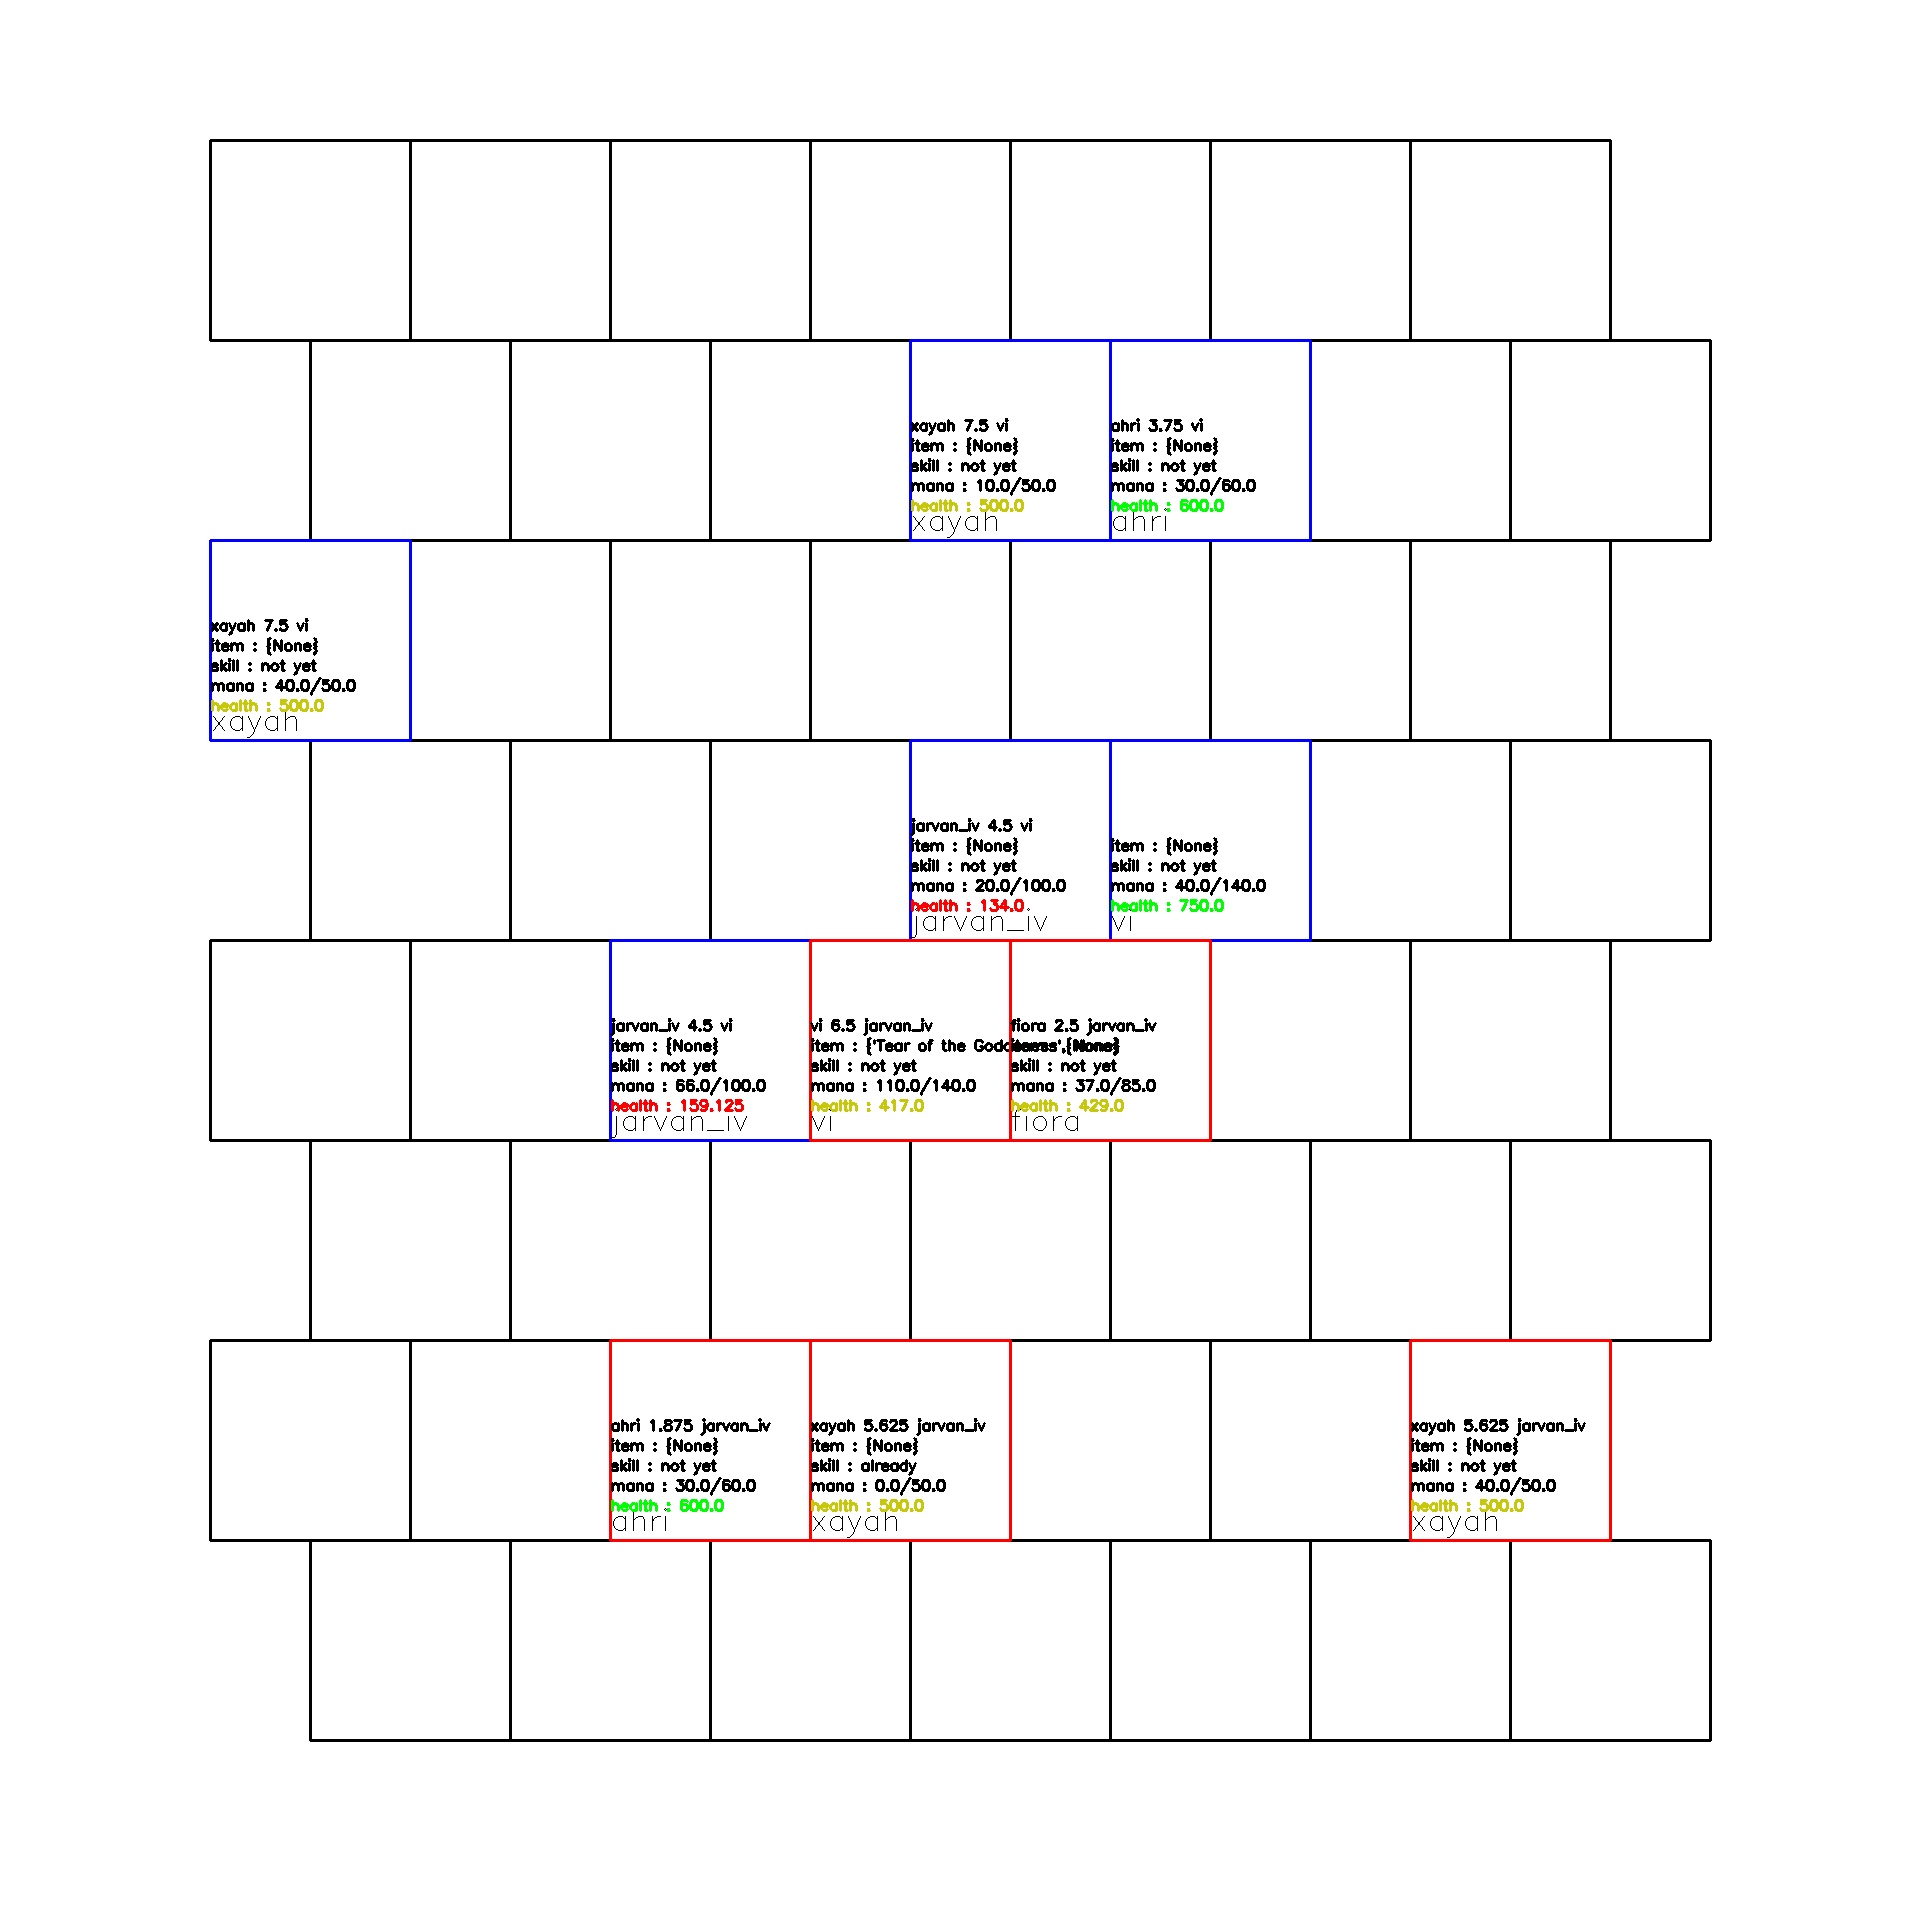 xayah 7.5 vi
item : {None}
skill : not yet
mana : 10.0/50.0
health : 500.0
xayah
ahri 3.75 vi
item : {None}
skill : not yet
mana : 30.0/60.0
health : 600.0
ahri
xayah 7.5 vi
item : {None}
skill : not yet
mana : 40.0/50.0
health : 500.0
xayah
jarvan_iv 4.5 vi
item : {None}
skill : not yet
mana : 20.0/100.0
health : 134.0
jarvan_iv
item : {None}
skill : not yet
mana : 40.0/140.0
health : 750.0
vi
jarvan_iv 4.5 vi
item : {None}
skill : not yet
mana : 66.0/100.0
health : 159.125
jarvan_iv
vi 6.5 jarvan_iv
item : {'Tear of the Goddess',
skill : not yet
mana : 110.0/140.0
health : 417.0
vi
fiora 2.5 jarvan_iv
item : {None}
skill : not yet
mana : 37.0/85.0
health : 429.0
fiora
ahri 1.875 jarvan_iv
item : {None}
skill : not yet
mana : 30.0/60.0
health : 600.0
ahri
xayah 5.625 jarvan_iv
item : {None}
skill : already
mana : 0.0/50.0
health : 500.0
xayah
xayah 5.625 jarvan_iv
item : {None}
skill : not yet
mana : 40.0/50.0
health : 500.0
xayah